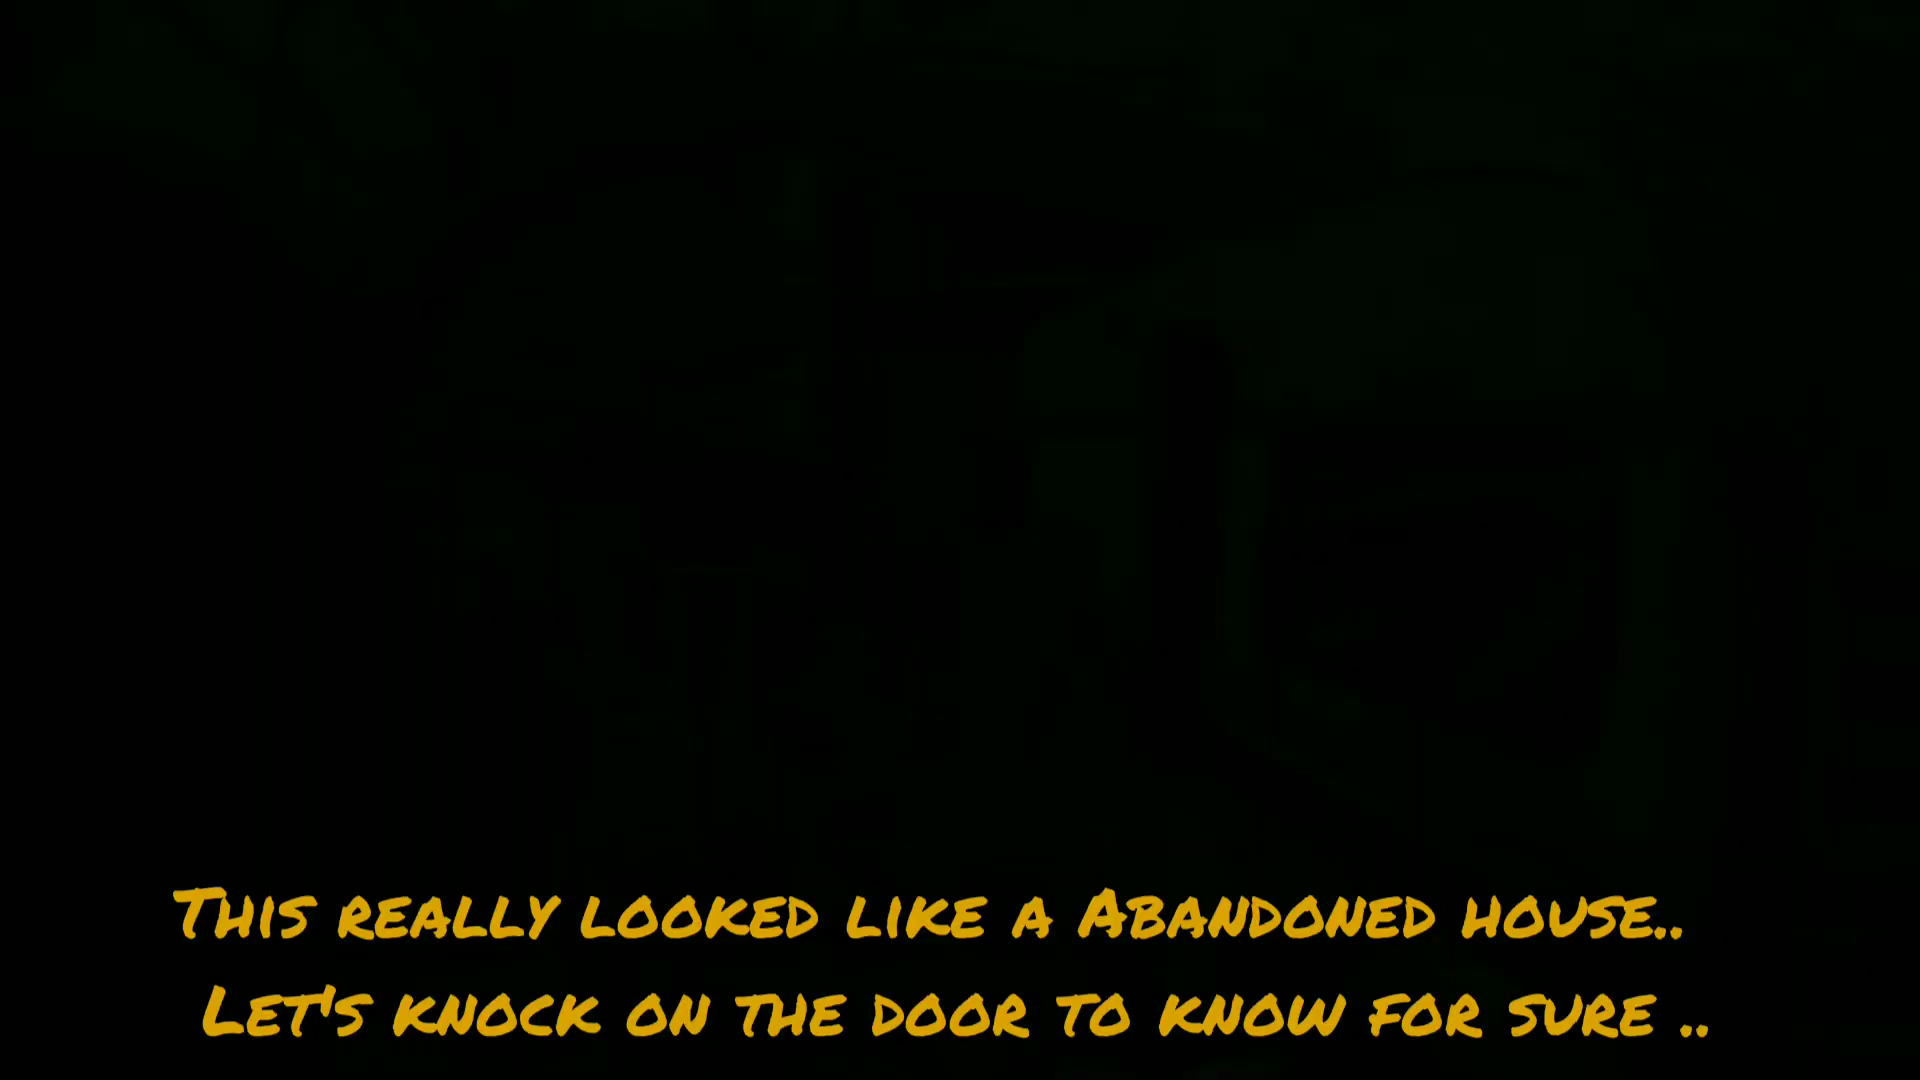 This really looked like a Abandoned house..
Let's knock on the door to know for sure ..